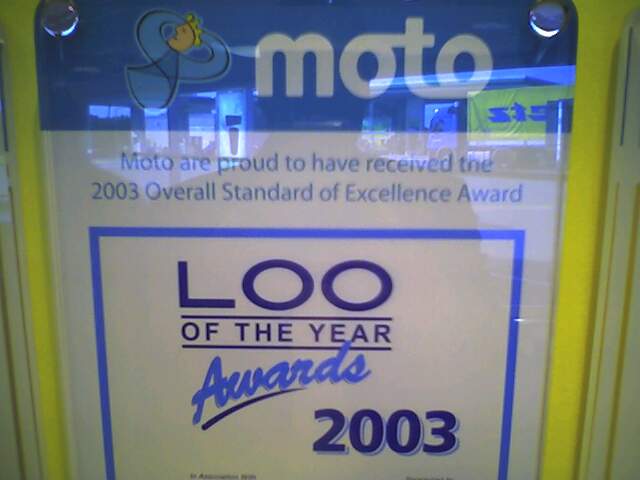 moto
Moto are proud to have received the
2003 Overall Standard of Excellence Award
LOO
OF THE YEAR
Awards
2003
In Association With